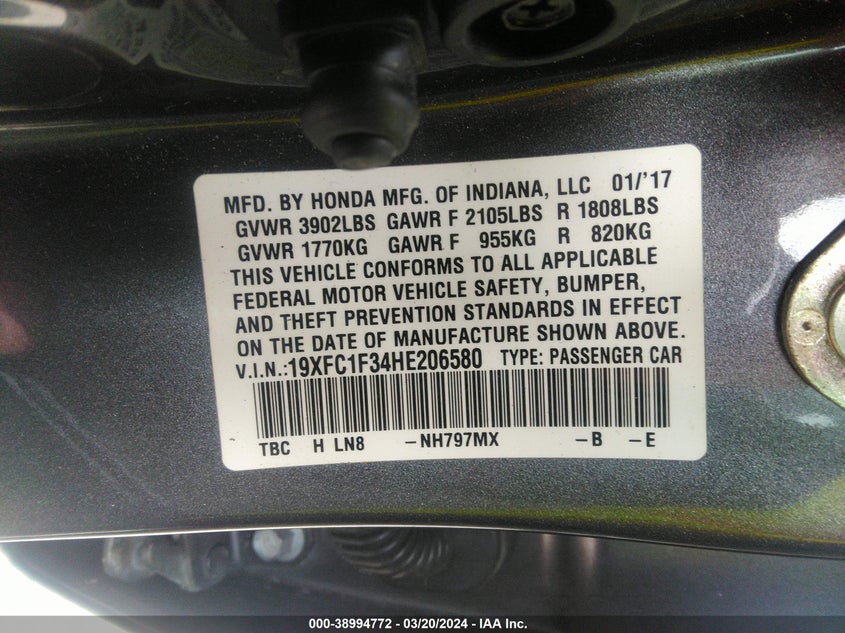 MFD. BY HONDA MFG. OF INDIANA, LLC 01/'17
GVWR 3902LBS GAWR F 2105LBS R 1808LBS
GVWR 1770KG GAWR F 955KG R 820KG
THIS VEHICLE CONFORMS TO ALL APPLICABLE
FEDERAL MOTOR VEHICLE SAFETY, BUMPER,
AND THEFT PREVENTION STANDARDS IN EFFECT
ON THE DATE OF MANUFACTURE SHOWN ABOVE.
V.I.N.:19XFC1F34HE206580 TYPE: PASSENGER CAR
TBC H LN8 -NH797MX -B -E
000-38994772 - 03/20/2024 - IAA Inc.